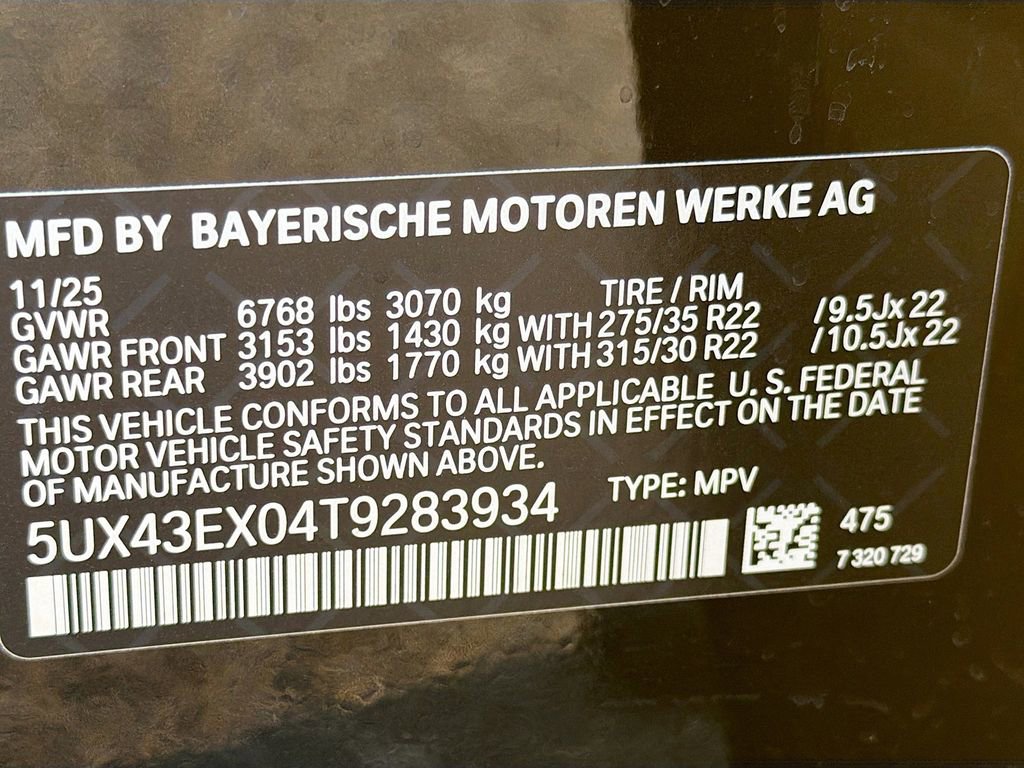 MFD BY BAYERISCHE MOTOREN WERKE AG
11/25 TIRE / RIM
GVWR 6768 lbs 3070 kg
GAWR FRONT 3153 lbs 1430 kg WITH 275/35 R22 /9.5Jx 22
GAWR REAR 3902 lbs 1770 kg WITH 315/30 R22 /10.5Jx 22
THIS VEHICLE CONFORMS TO ALL APPLICABLE U. S. FEDERAL
MOTOR VEHICLE SAFETY STANDARDS IN EFFECT ON THE DATE
OF MANUFACTURE SHOWN ABOVE.
5UX43EX04T9283934 TYPE: MPV
475
7 320 729